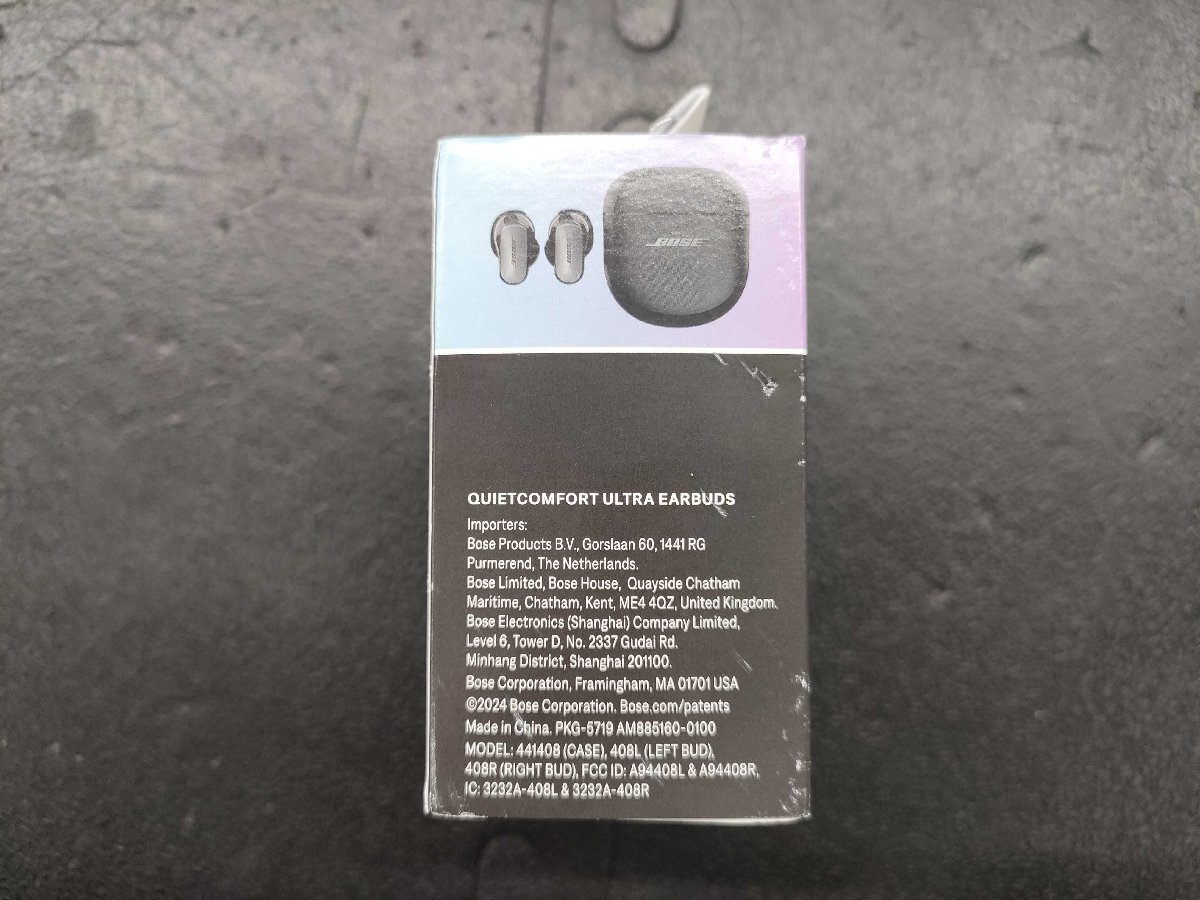 BOSE
QUIETCOMFORT ULTRA EARBUDS
Importers:
Bose Products B.V., Gorslaan 60, 1441 RG
Purmerend, The Netherlands.
Bose Limited, Bose House, Quayside Chatham
Maritime, Chatham, Kent, ME4 4QZ, United Kingdom.
Bose Electronics (Shanghai) Company Limited,
Level 6, Tower D, No. 2337 Gudai Rd.
Minhang District, Shanghai 201100.
Bose Corporation, Framingham, MA 01701 USA
©2024 Bose Corporation. Bose.com/patents
Made in China. PKG-5719 AM885160-0100
MODEL: 441408 (CASE), 408L (LEFT BUD),
408R (RIGHT BUD), FCC ID: A94408L & A94408R,
IC: 3232A-408L & 3232A-408R